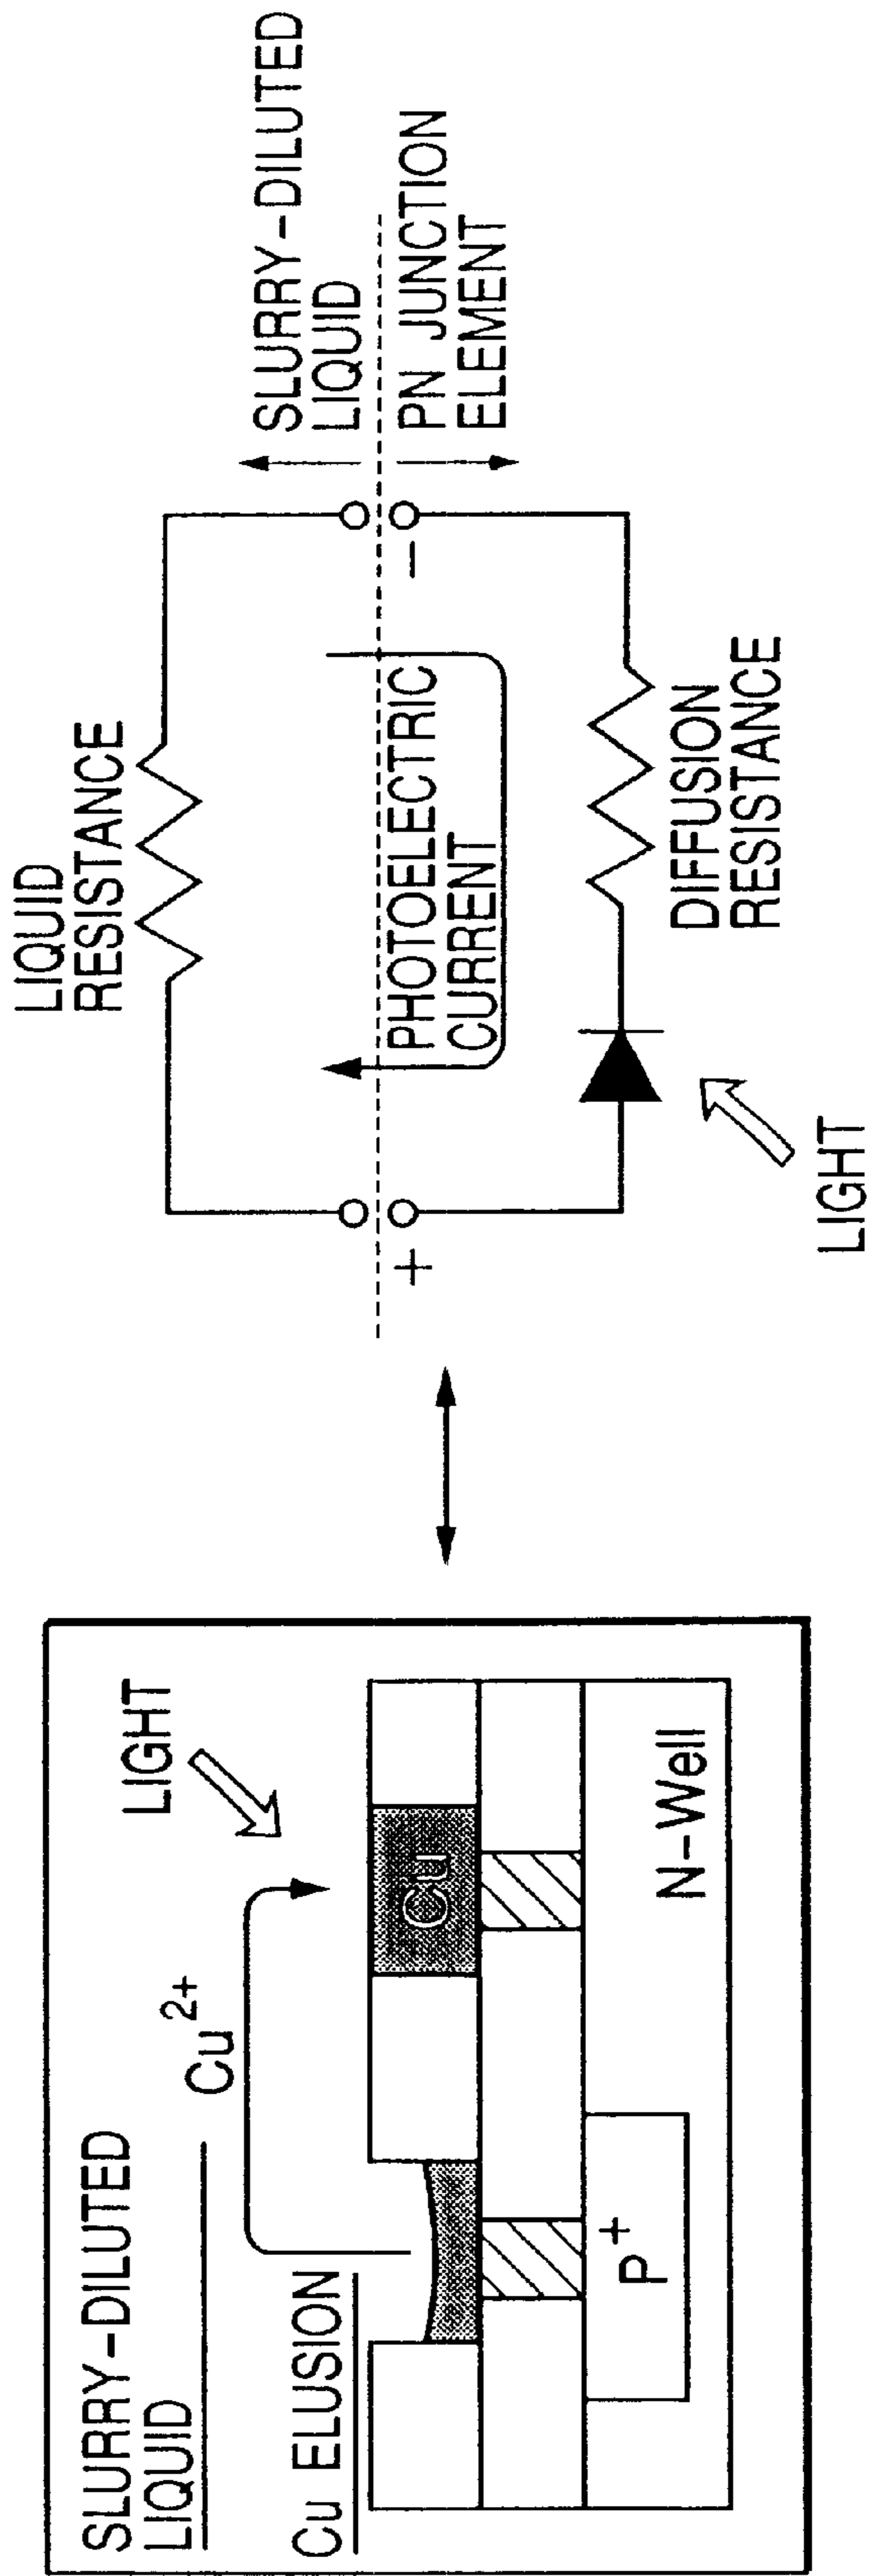 SLURRY-DILUTED
LIQUID
Cu ELUSION
Cu2+
LIGHT
Cu
P+
N-Well
LIQUID
RESISTANCE
SLURRY-DILUTED
LIQUID
PN JUNCTION
ELEMENT
PHOTOELECTRIC
CURRENT
+
−
DIFFUSION
RESISTANCE
LIGHT